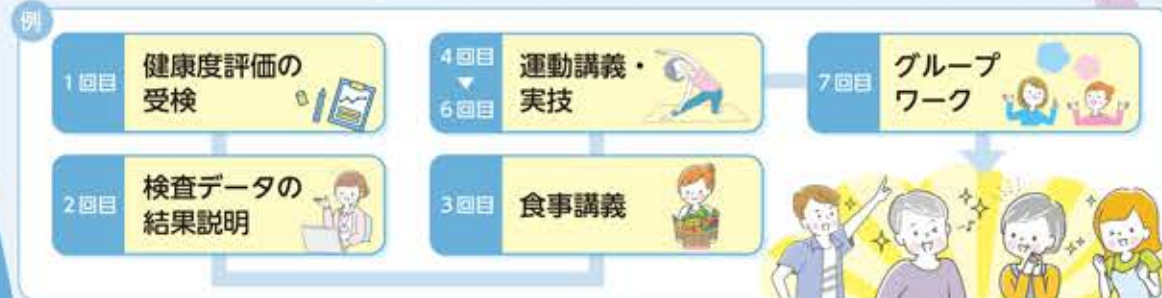 例
1回目
健康度評価の
受検
2回目
検査データの
結果説明
3回目
食事講義
4回目
▼
6回目
運動講義・
実技
7回目
グループ
ワーク